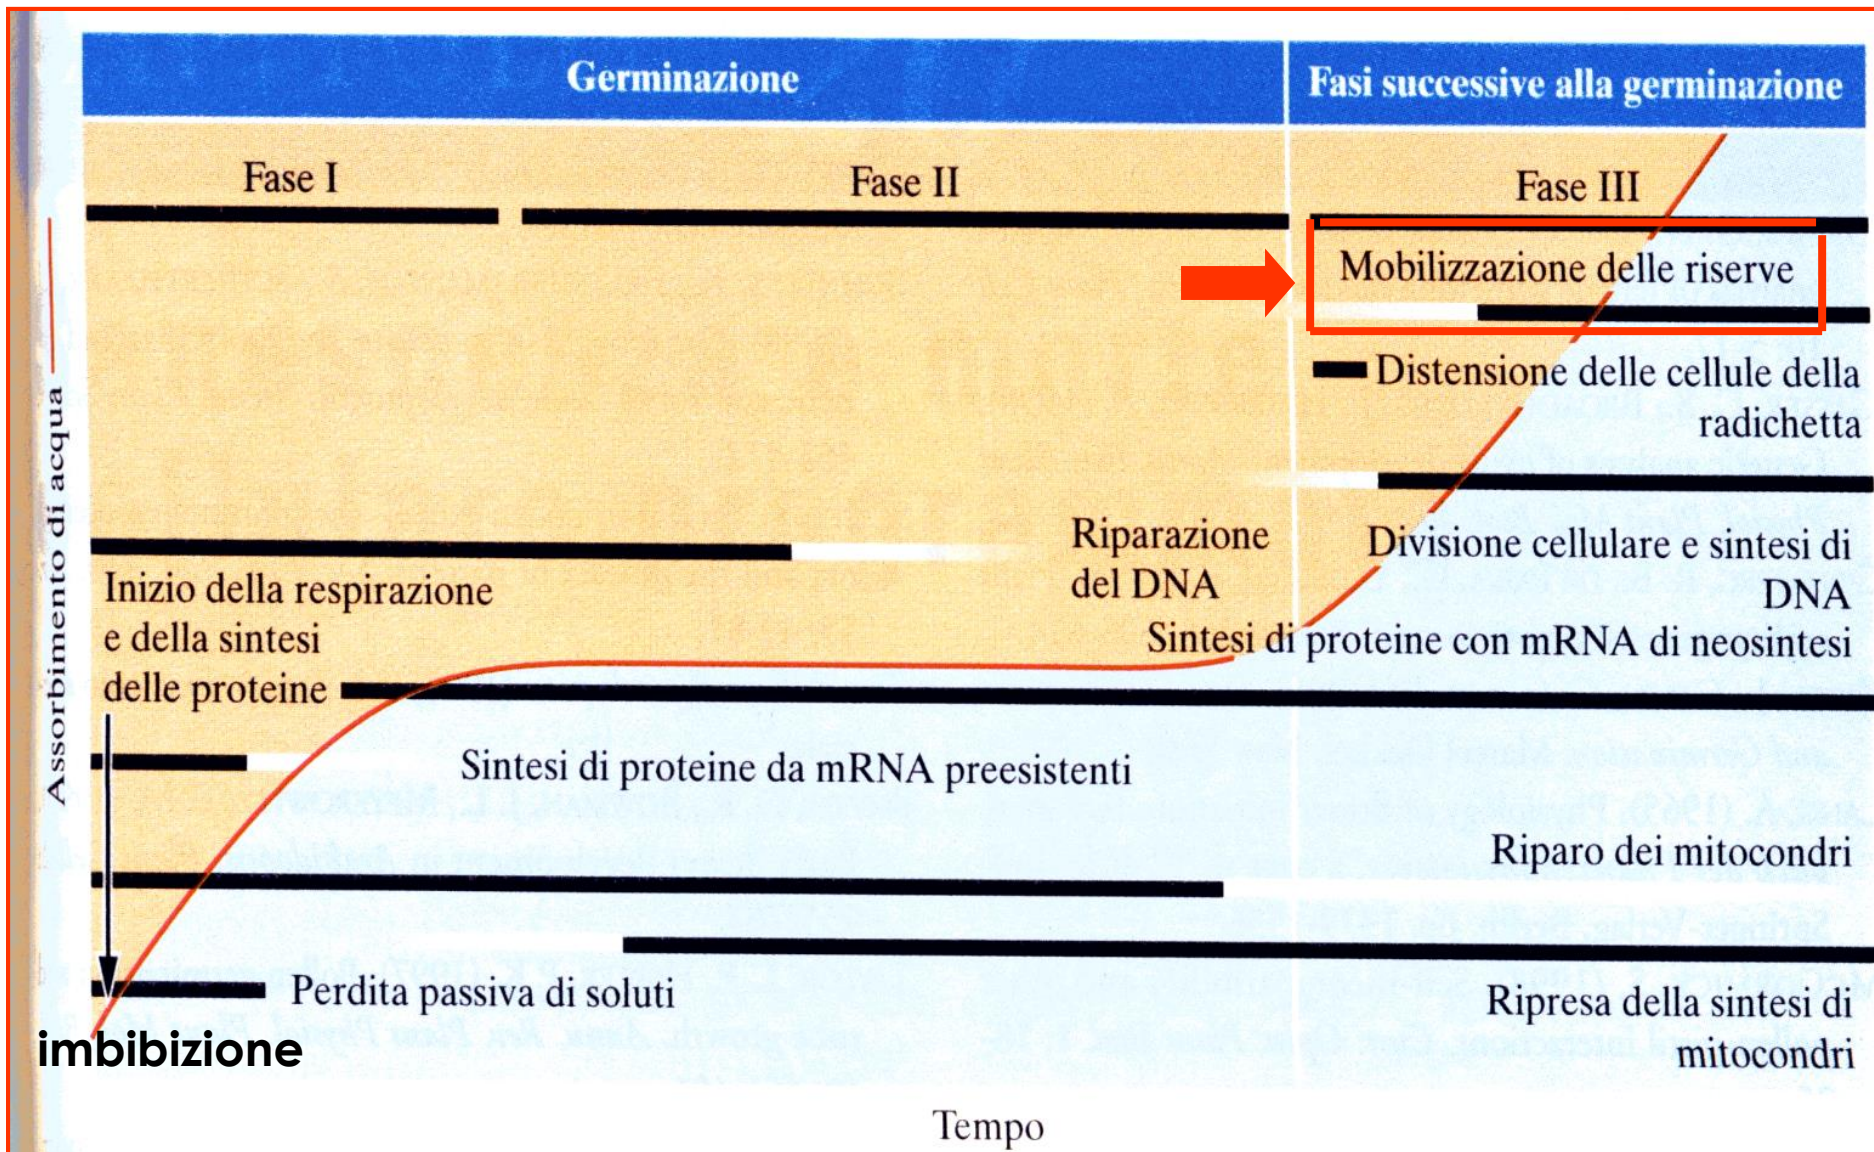 Germinazione
Fasi successive alla germinazione
Fase I
Fase II
Fase III
Mobilizzazione delle riserve
Distensione delle cellule della
radichetta
Assorbimento di acqua
Riparazione
del DNA
Divisione cellulare e sintesi di
DNA
Inizio della respirazione
e della sintesi
delle proteine
Sintesi di proteine con mRNA di neosintesi
Sintesi di proteine da mRNA preesistenti
Riparo dei mitocondri
Perdita passiva di soluti
Ripresa della sintesi di
mitocondri
imbibizione
Tempo